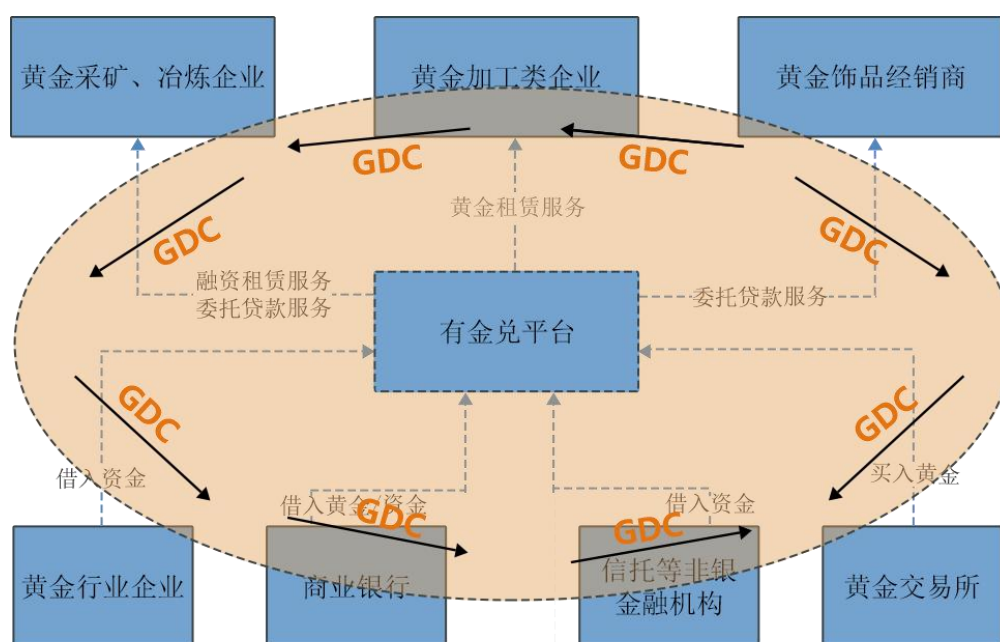 黄金采矿、冶炼企业
黄金加工类企业
黄金饰品经销商
GDC
GDC
GDC
黄金租赁服务
GDC
融资租赁服务
委托贷款服务
委托贷款服务
有金兑平台
GDC
GDC
借入资金
借入黄金/资金
GDC
借入资金
GDC
买入黄金
黄金行业企业
商业银行
信托等非银
金融机构
黄金交易所